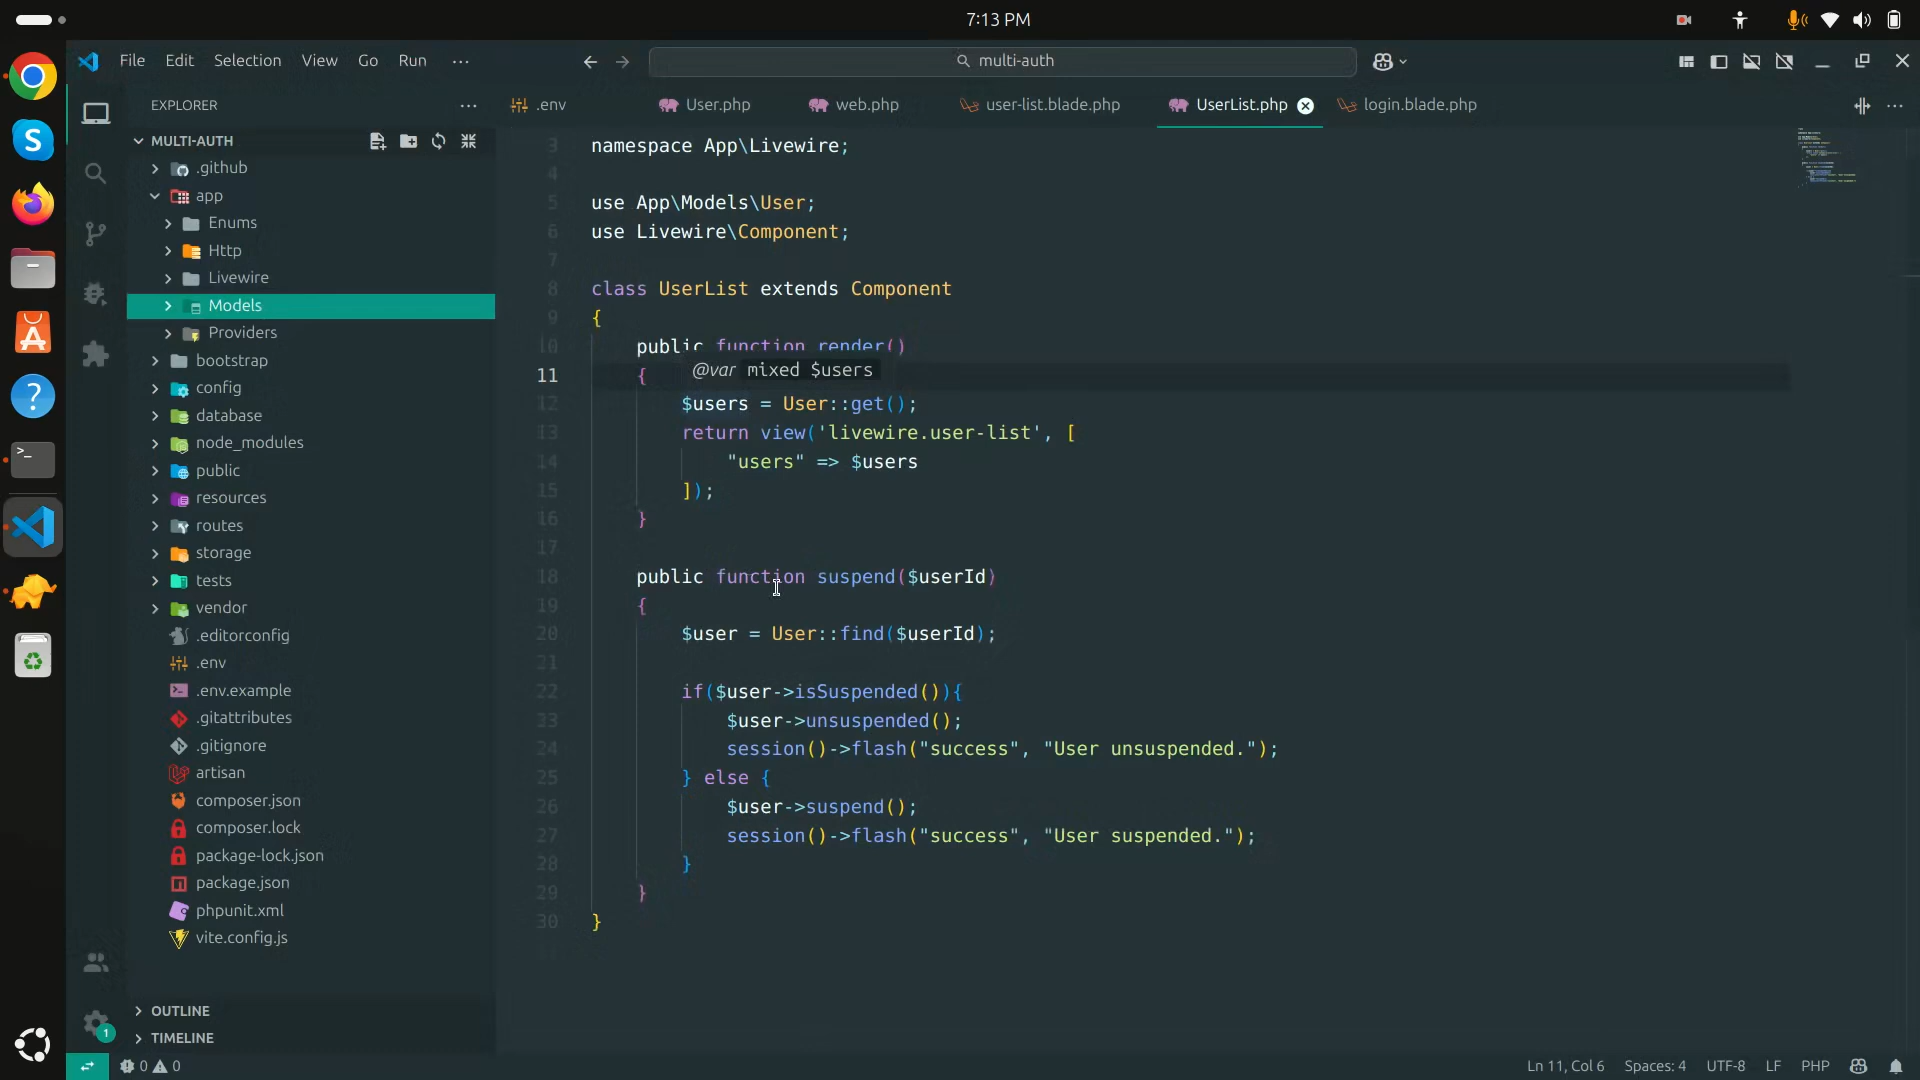 7:13 PM
File Edit Selection View Go Run ...
multi-auth
EXPLORER
MULTI-AUTH
.github
app
Enums
Http
Livewire
Models
Providers
bootstrap
config
database
node_modules
public
resources
routes
storage
tests
vendor
.editorconfig
.env
.env.example
.gitattributes
.gitignore
artisan
composer.json
composer.lock
package-lock.json
package.json
phpunit.xml
vite.config.js
OUTLINE
TIMELINE
.env User.php web.php user-list.blade.php UserList.php login.blade.php
3 namespace App\Livewire;
4
5 use App\Models\User;
6 use Livewire\Component;
7
8 class UserList extends Component
9 {
10 public function render()
@var mixed $users
11 {
12 $users = User::get();
13 return view('livewire.user-list', [
14 "users" => $users
15 ]);
16 }
17
18 public function suspend($userId)
19 {
20 $user = User::find($userId);
21
22 if($user->isSuspended()){
23 $user->unsuspended();
24 session()->flash("success", "User unsuspended.");
25 } else {
26 $user->suspend();
27 session()->flash("success", "User suspended.");
28 }
29 }
30 }
1
0 0
Ln 11, Col 6 Spaces: 4 UTF-8 LF PHP